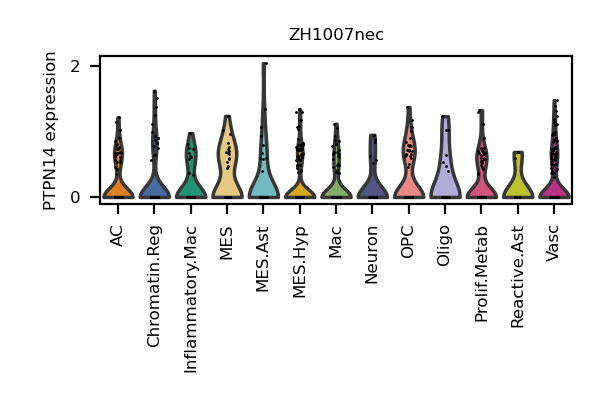 ZH1007nec
PTPN14 expression
2
0
AC
Chromatin.Reg
Inflammatory.Mac
MES
MES.Ast
MES.Hyp
Mac
Neuron
OPC
Oligo
Prolif.Metab
Reactive.Ast
Vasc